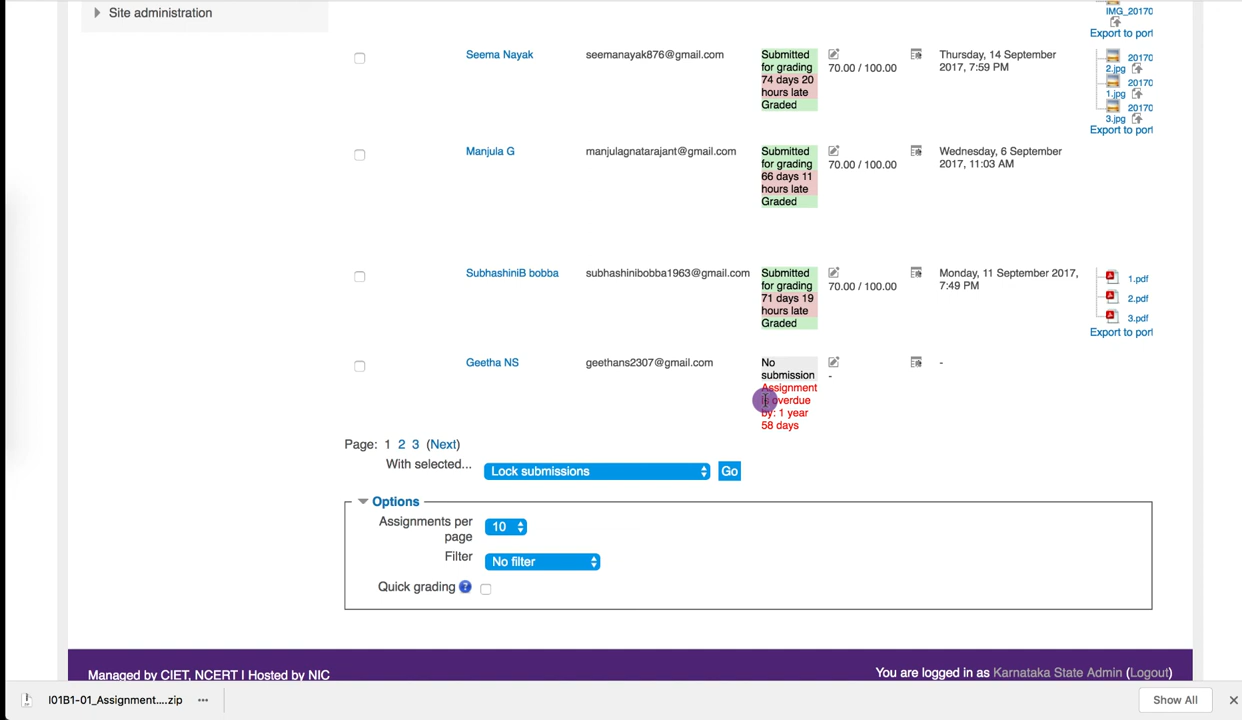 Site administration
IMG_20170
Export to port
Seema Nayak
seemanayak876@gmail.com
Submitted
for grading
74 days 20
hours late
Graded
70.00 / 100.00
Thursday, 14 September
2017, 7:59 PM
20170
2.jpg
20170
1.jpg
20170
3.jpg
Export to port
Manjula G
manjulagnatarajant@gmail.com
Submitted
for grading
66 days 11
hours late
Graded
70.00 / 100.00
Wednesday, 6 September
2017, 11:03 AM
SubhashiniB bobba
subhashinibobba1963@gmail.com
Submitted
for grading
71 days 19
hours late
Graded
70.00 / 100.00
Monday, 11 September 2017,
7:49 PM
1.pdf
2.pdf
3.pdf
Export to port
Geetha NS
geethans2307@gmail.com
No
submission
Assignment
is overdue
by: 1 year
58 days
-
-
Page: 1 2 3 (Next)
With selected...
Lock submissions
Go
Options
Assignments per
page
10
Filter
No filter
Quick grading ?
Managed by CIET, NCERT I Hosted by NIC
You are logged in as Karnataka State Admin (Logout)
I01B1-01_Assignment....zip
Show All